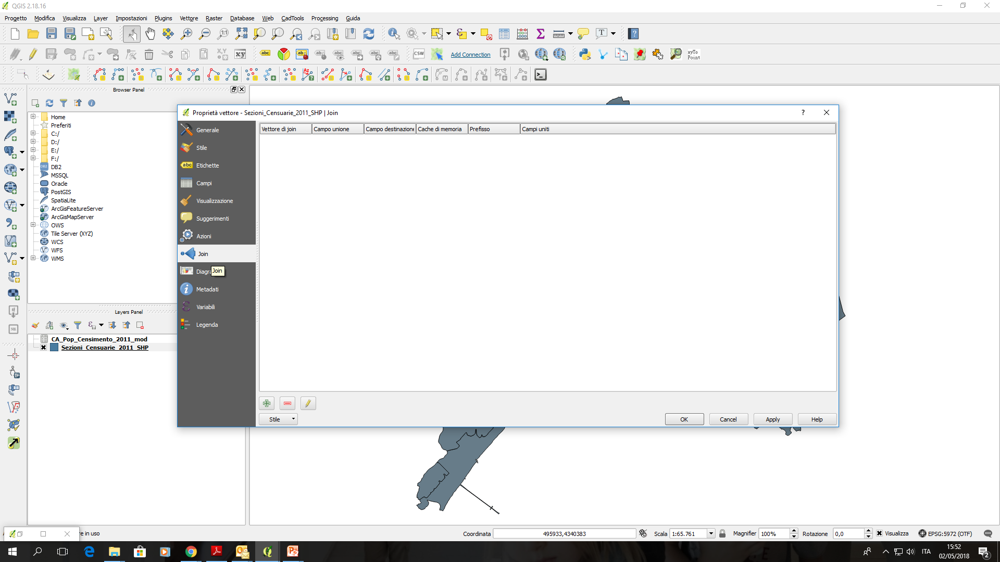 QGIS 2.18.16
Progetto Modifica Visualizza Layer Impostazioni Plugins Vettore Raster Database Web CadTools Processing Guida
Add Connection
xyTo Point
Browser Panel
Home
Preferiti
C:/
D:/
E:/
F:/
DB2
MSSQL
Oracle
PostGIS
SpatiaLite
ArcGisFeatureServer
ArcGisMapServer
OWS
Tile Server (XYZ)
WCS
WFS
WMS
Layers Panel
CA_Pop_Censimento_2011_mod
Sezioni_Censuarie_2011_SHP
Proprietà vettore - Sezioni_Censuarie_2011_SHP | Join
Generale
Stile
Etichette
Campi
Visualizzazione
Suggerimenti
Azioni
Join
Diagra
Join
Metadati
Variabili
Legenda
Vettore di join Campo unione Campo destinazione Cache di memoria Prefisso Campi uniti
Stile OK Cancel Apply Help
re in uso Coordinata 495933,4340383 Scala 1:65.761 Magnifier 100% Rotazione 0,0 Visualizza EPSG:5972 (OTF)
ITA
15:52
02/05/2018
2